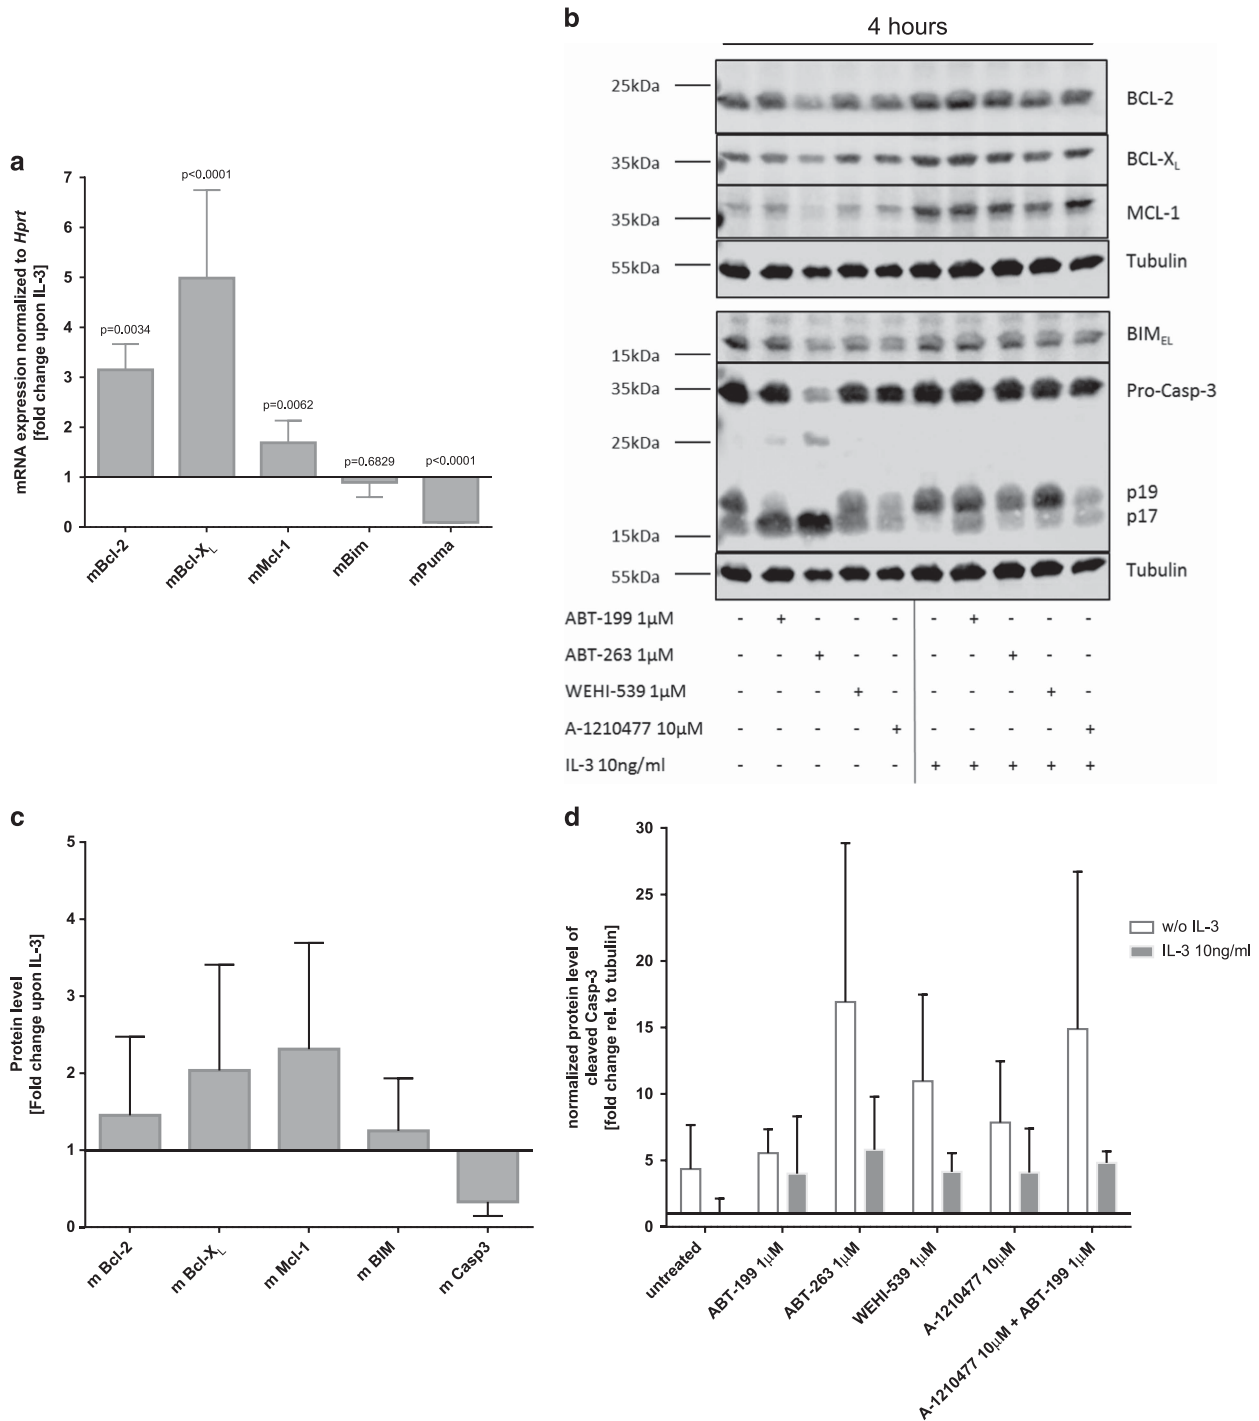 a
mRNA expression normalized to Hprt
[fold change upon IL-3]
7
6
5
4
3
2
1
0
p=0.0034
p<0.0001
p=0.0062
p=0.6829
p<0.0001
mBcl-2
mBcl-XL
mMcl-1
mBim
mPuma
b
4 hours
25kDa
BCL-2
35kDa
BCL-XL
35kDa
MCL-1
55kDa
Tubulin
15kDa
BIMEL
35kDa
Pro-Casp-3
25kDa
p19
p17
15kDa
55kDa
Tubulin
ABT-199 1µM - + - - - - + - - -
ABT-263 1µM - - + - - - - + - -
WEHI-539 1µM - - - + - - - - + -
A-1210477 10µM - - - - + - - - - +
IL-3 10ng/ml - - - - - + + + + +
c
Protein level
[Fold change upon IL-3]
5
4
3
2
1
0
m Bcl-2
m Bcl-XL
m Mcl-1
m BIM
m Casp3
d
normalized protein level of
cleaved Casp-3
[fold change rel. to tubulin]
30
25
20
15
10
5
0
w/o IL-3
IL-3 10ng/ml
untreated
ABT-199 1µM
ABT-263 1µM
WEHI-539 1µM
A-1210477 10µM
A-1210477 10µM + ABT-199 1µM